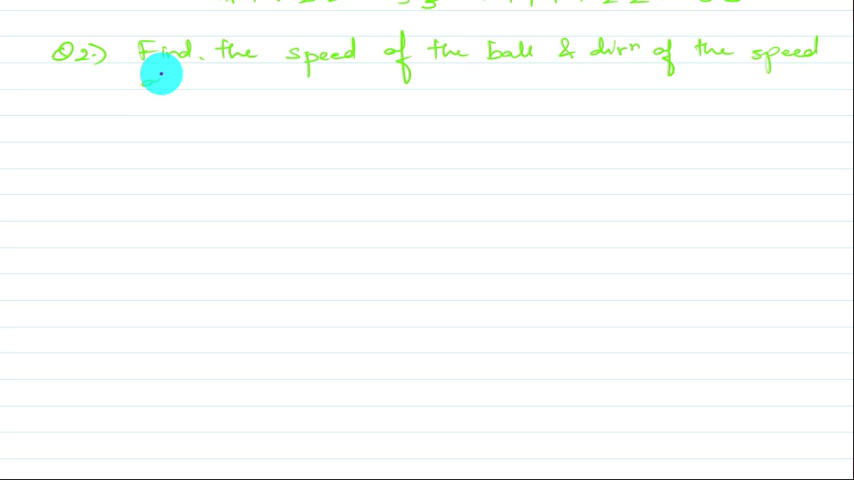 Q2.) Find. the speed of the ball & dirⁿ of the speed